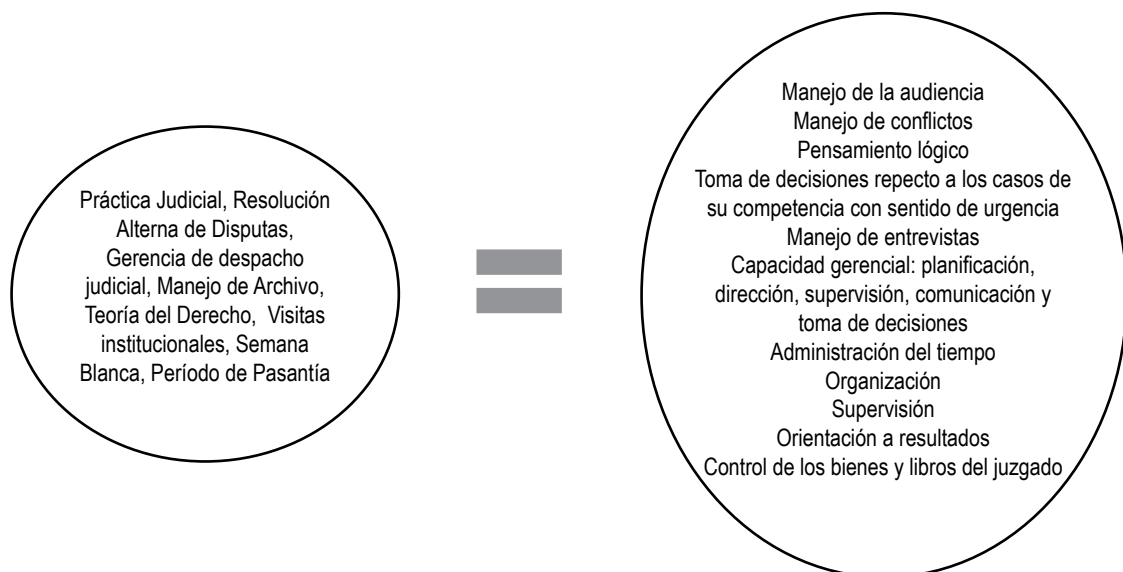 Práctica Judicial, Resolución
Alterna de Disputas,
Gerencia de despacho
judicial, Manejo de Archivo,
Teoría del Derecho, Visitas
institucionales, Semana
Blanca, Período de Pasantía
Manejo de la audiencia
Manejo de conflictos
Pensamiento lógico
Toma de decisiones repecto a los casos de
su competencia con sentido de urgencia
Manejo de entrevistas
Capacidad gerencial: planificación,
dirección, supervisión, comunicación y
toma de decisiones
Administración del tiempo
Organización
Supervisión
Orientación a resultados
Control de los bienes y libros del juzgado